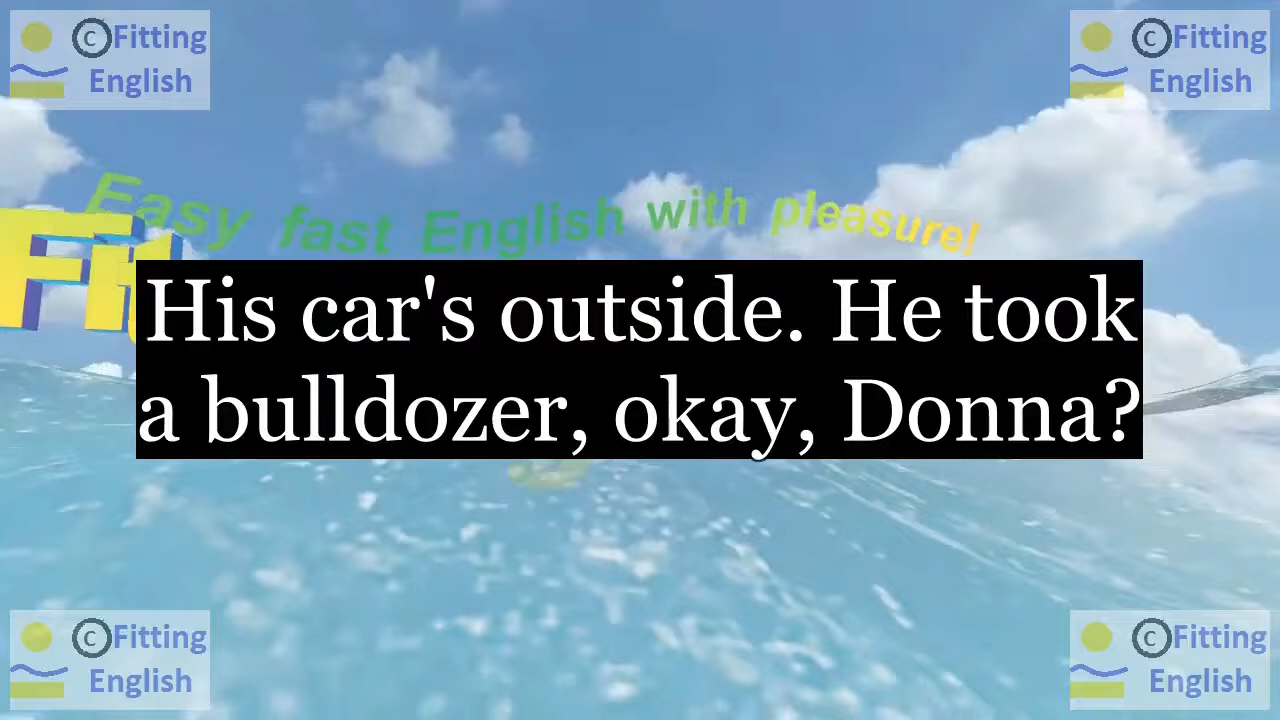 ©Fitting
English
©Fitting
English
Easy fast English with pleasure!
Fit
His car's outside. He took
a bulldozer, okay, Donna?
©Fitting
English
©Fitting
English